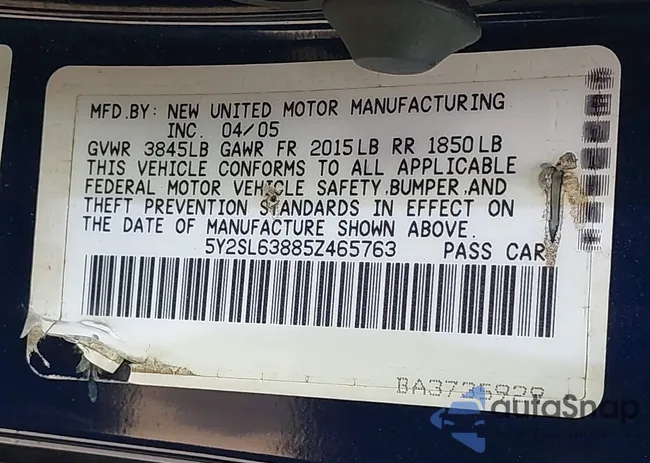 MFD.BY: NEW UNITED MOTOR MANUFACTURING
INC. 04/05
GVWR 3845LB GAWR FR 2015LB RR 1850LB
THIS VEHICLE CONFORMS TO ALL APPLICABLE
FEDERAL MOTOR VEHICLE SAFETY,BUMPER,AND
THEFT PREVENTION STANDARDS IN EFFECT ON
THE DATE OF MANUFACTURE SHOWN ABOVE.
5Y2SL63885Z465763 PASS CAR
autoSnap